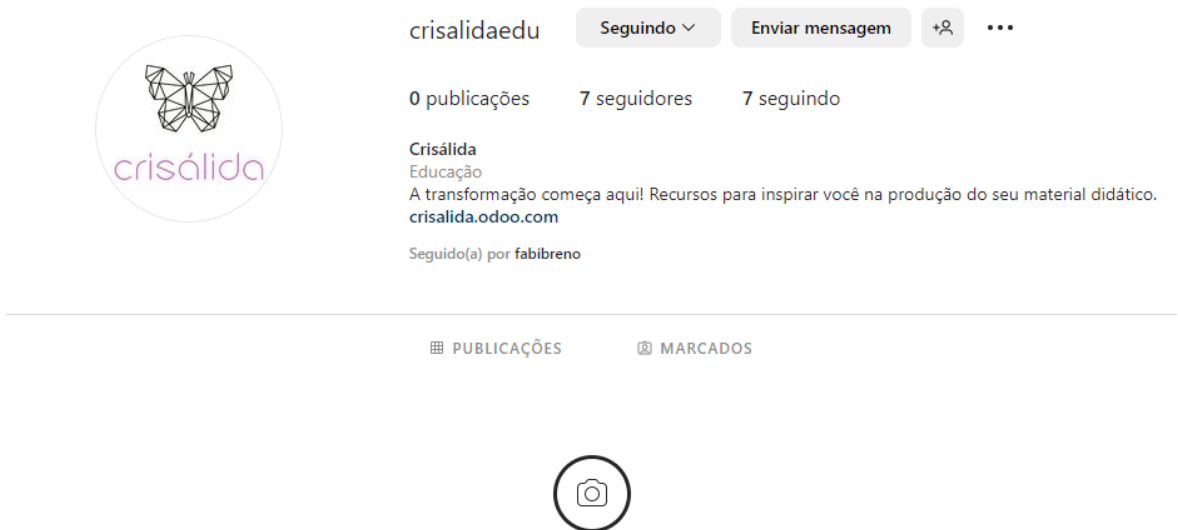 crisalidaedu Seguindo Enviar mensagem
crisálida
0 publicações 7 seguidores 7 seguindo
Crisálida
Educação
A transformação começa aqui! Recursos para inspirar você na produção do seu material didático.
crisalida.odoo.com
Seguido(a) por fabibreno
PUBLICAÇÕES MARCADOS